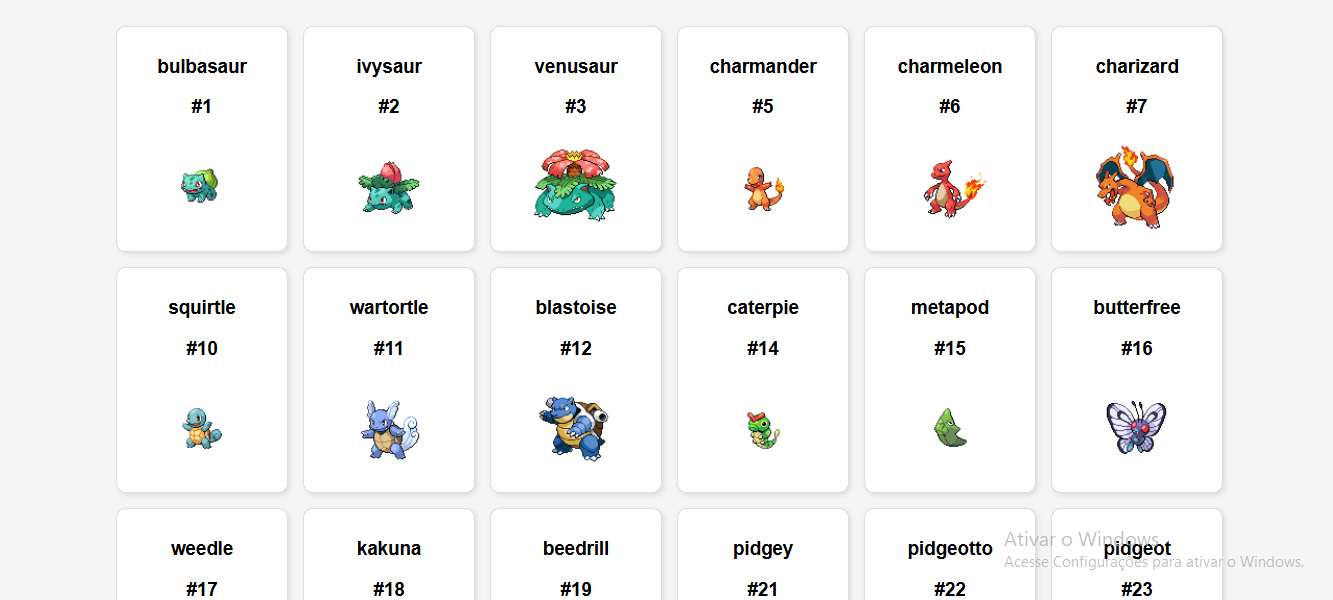 bulbasaur ivysaur venusaur charmander charmeleon charizard
#1 #2 #3 #5 #6 #7
squirtle wartortle blastoise caterpie metapod butterfree
#10 #11 #12 #14 #15 #16
Ativar o Windows
weedle kakuna beedrill pidgey pidgeotto pidgeot
Acesse Configurações para ativar o Windows.
#17 #18 #19 #21 #22 #23